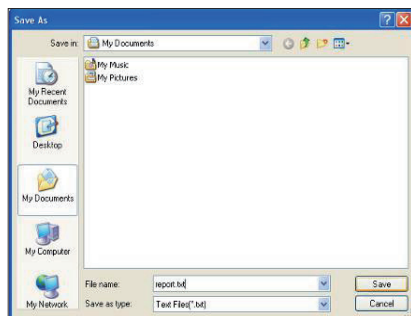 Save As
Save in: My Documents
My Music
My Pictures
My Recent
Documents
Desktop
My Documents
My Computer
My Network
File name: report.txt
Save as type: Text Files(*.txt)
Save
Cancel